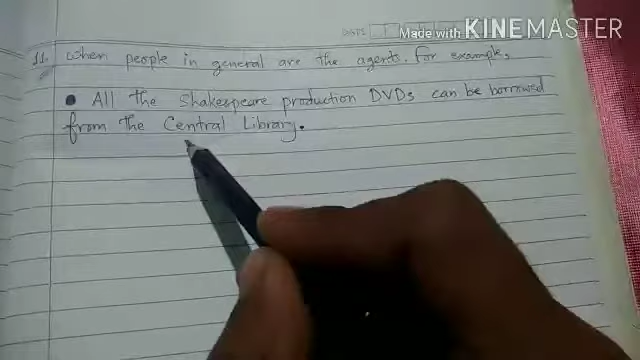 DATE
Made with KINEMASTER
11. When people in general are the agents. For example,
• All the Shakespeare production DVDs can be borrowed
from the Central Library.